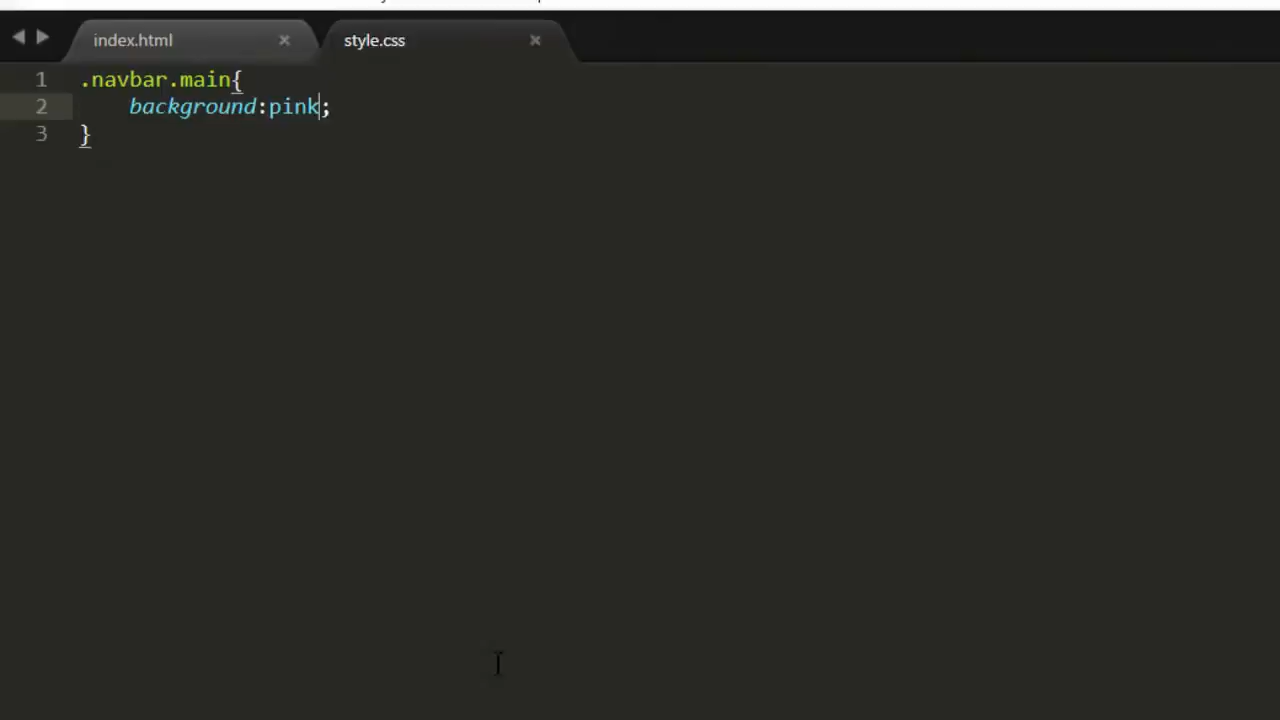 index.html × style.css ×
1 .navbar.main{
2     background:pink;
3 }